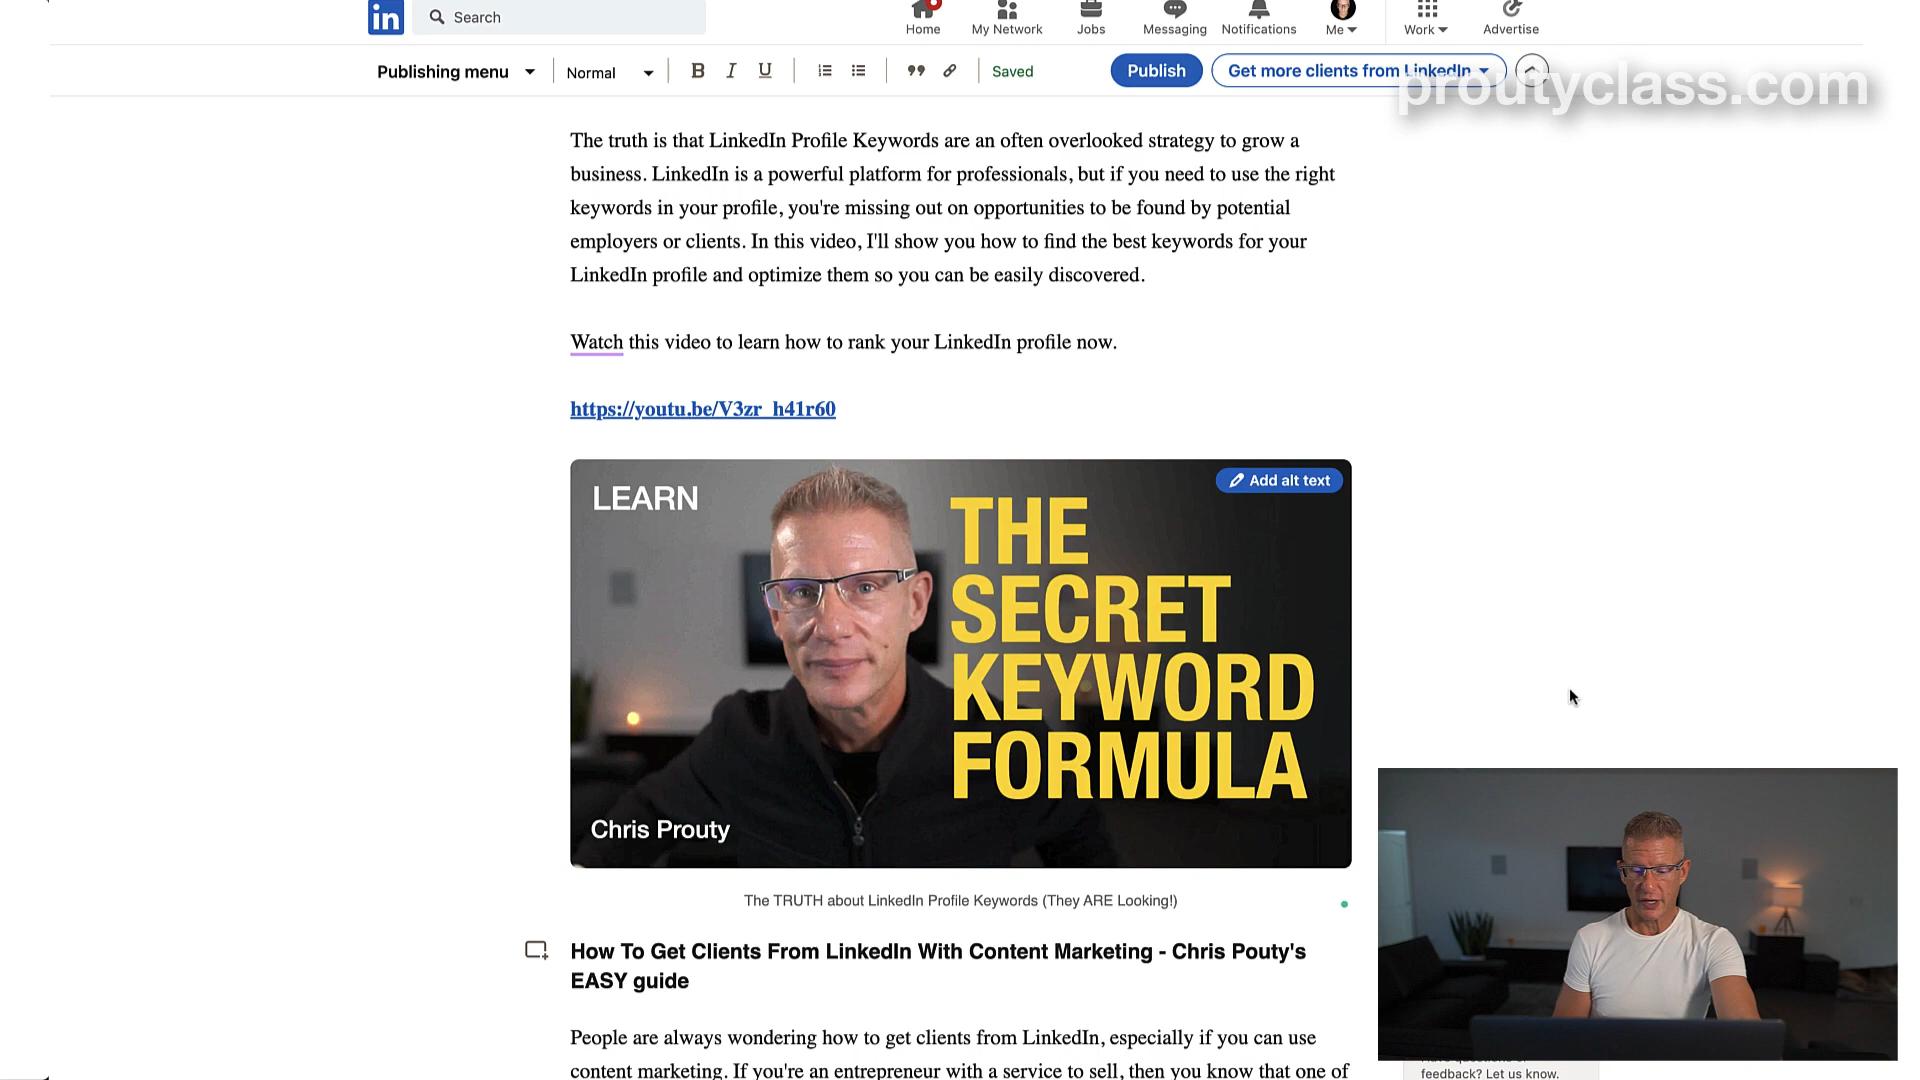 in
Search
Home
My Network
Jobs
Messaging
Notifications
Me
Work
Advertise
Publishing menu
Normal
B I U
Saved
Publish
Get more clients from LinkedIn
proutyclass.com
The truth is that LinkedIn Profile Keywords are an often overlooked strategy to grow a
business. LinkedIn is a powerful platform for professionals, but if you need to use the right
keywords in your profile, you're missing out on opportunities to be found by potential
employers or clients. In this video, I'll show you how to find the best keywords for your
LinkedIn profile and optimize them so you can be easily discovered.
Watch this video to learn how to rank your LinkedIn profile now.
https://youtu.be/V3zr_h41r60
LEARN
Add alt text
THE
SECRET
KEYWORD
FORMULA
Chris Prouty
The TRUTH about LinkedIn Profile Keywords (They ARE Looking!)
How To Get Clients From LinkedIn With Content Marketing - Chris Pouty's
EASY guide
People are always wondering how to get clients from LinkedIn, especially if you can use
content marketing. If you're an entrepreneur with a service to sell, then you know that one of
feedback? Let us know.